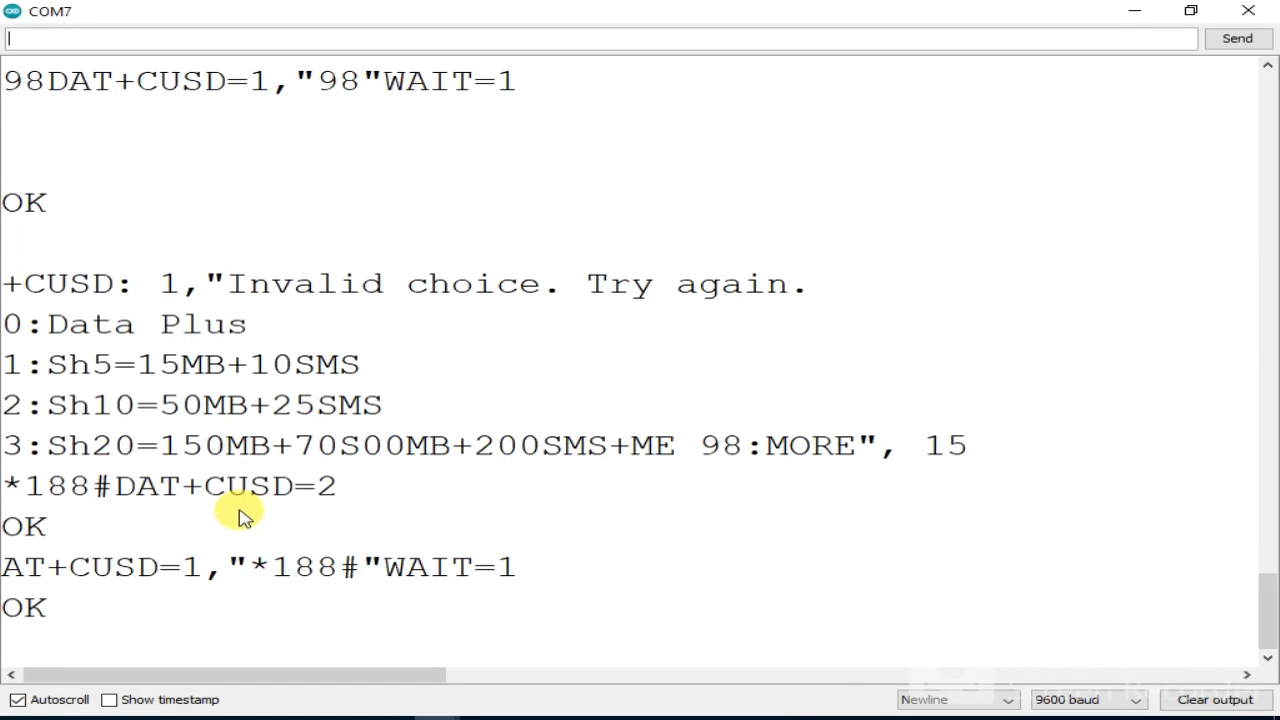 COM7
Send
98DAT+CUSD=1,"98"WAIT=1
OK
+CUSD: 1,"Invalid choice. Try again.
0:Data Plus
1:Sh5=15MB+10SMS
2:Sh10=50MB+25SMS
3:Sh20=150MB+70S00MB+200SMS+ME 98:MORE", 15
*188#DAT+CUSD=2
OK
AT+CUSD=1,"*188#"WAIT=1
OK
Autoscroll Show timestamp Newline 9600 baud Clear output